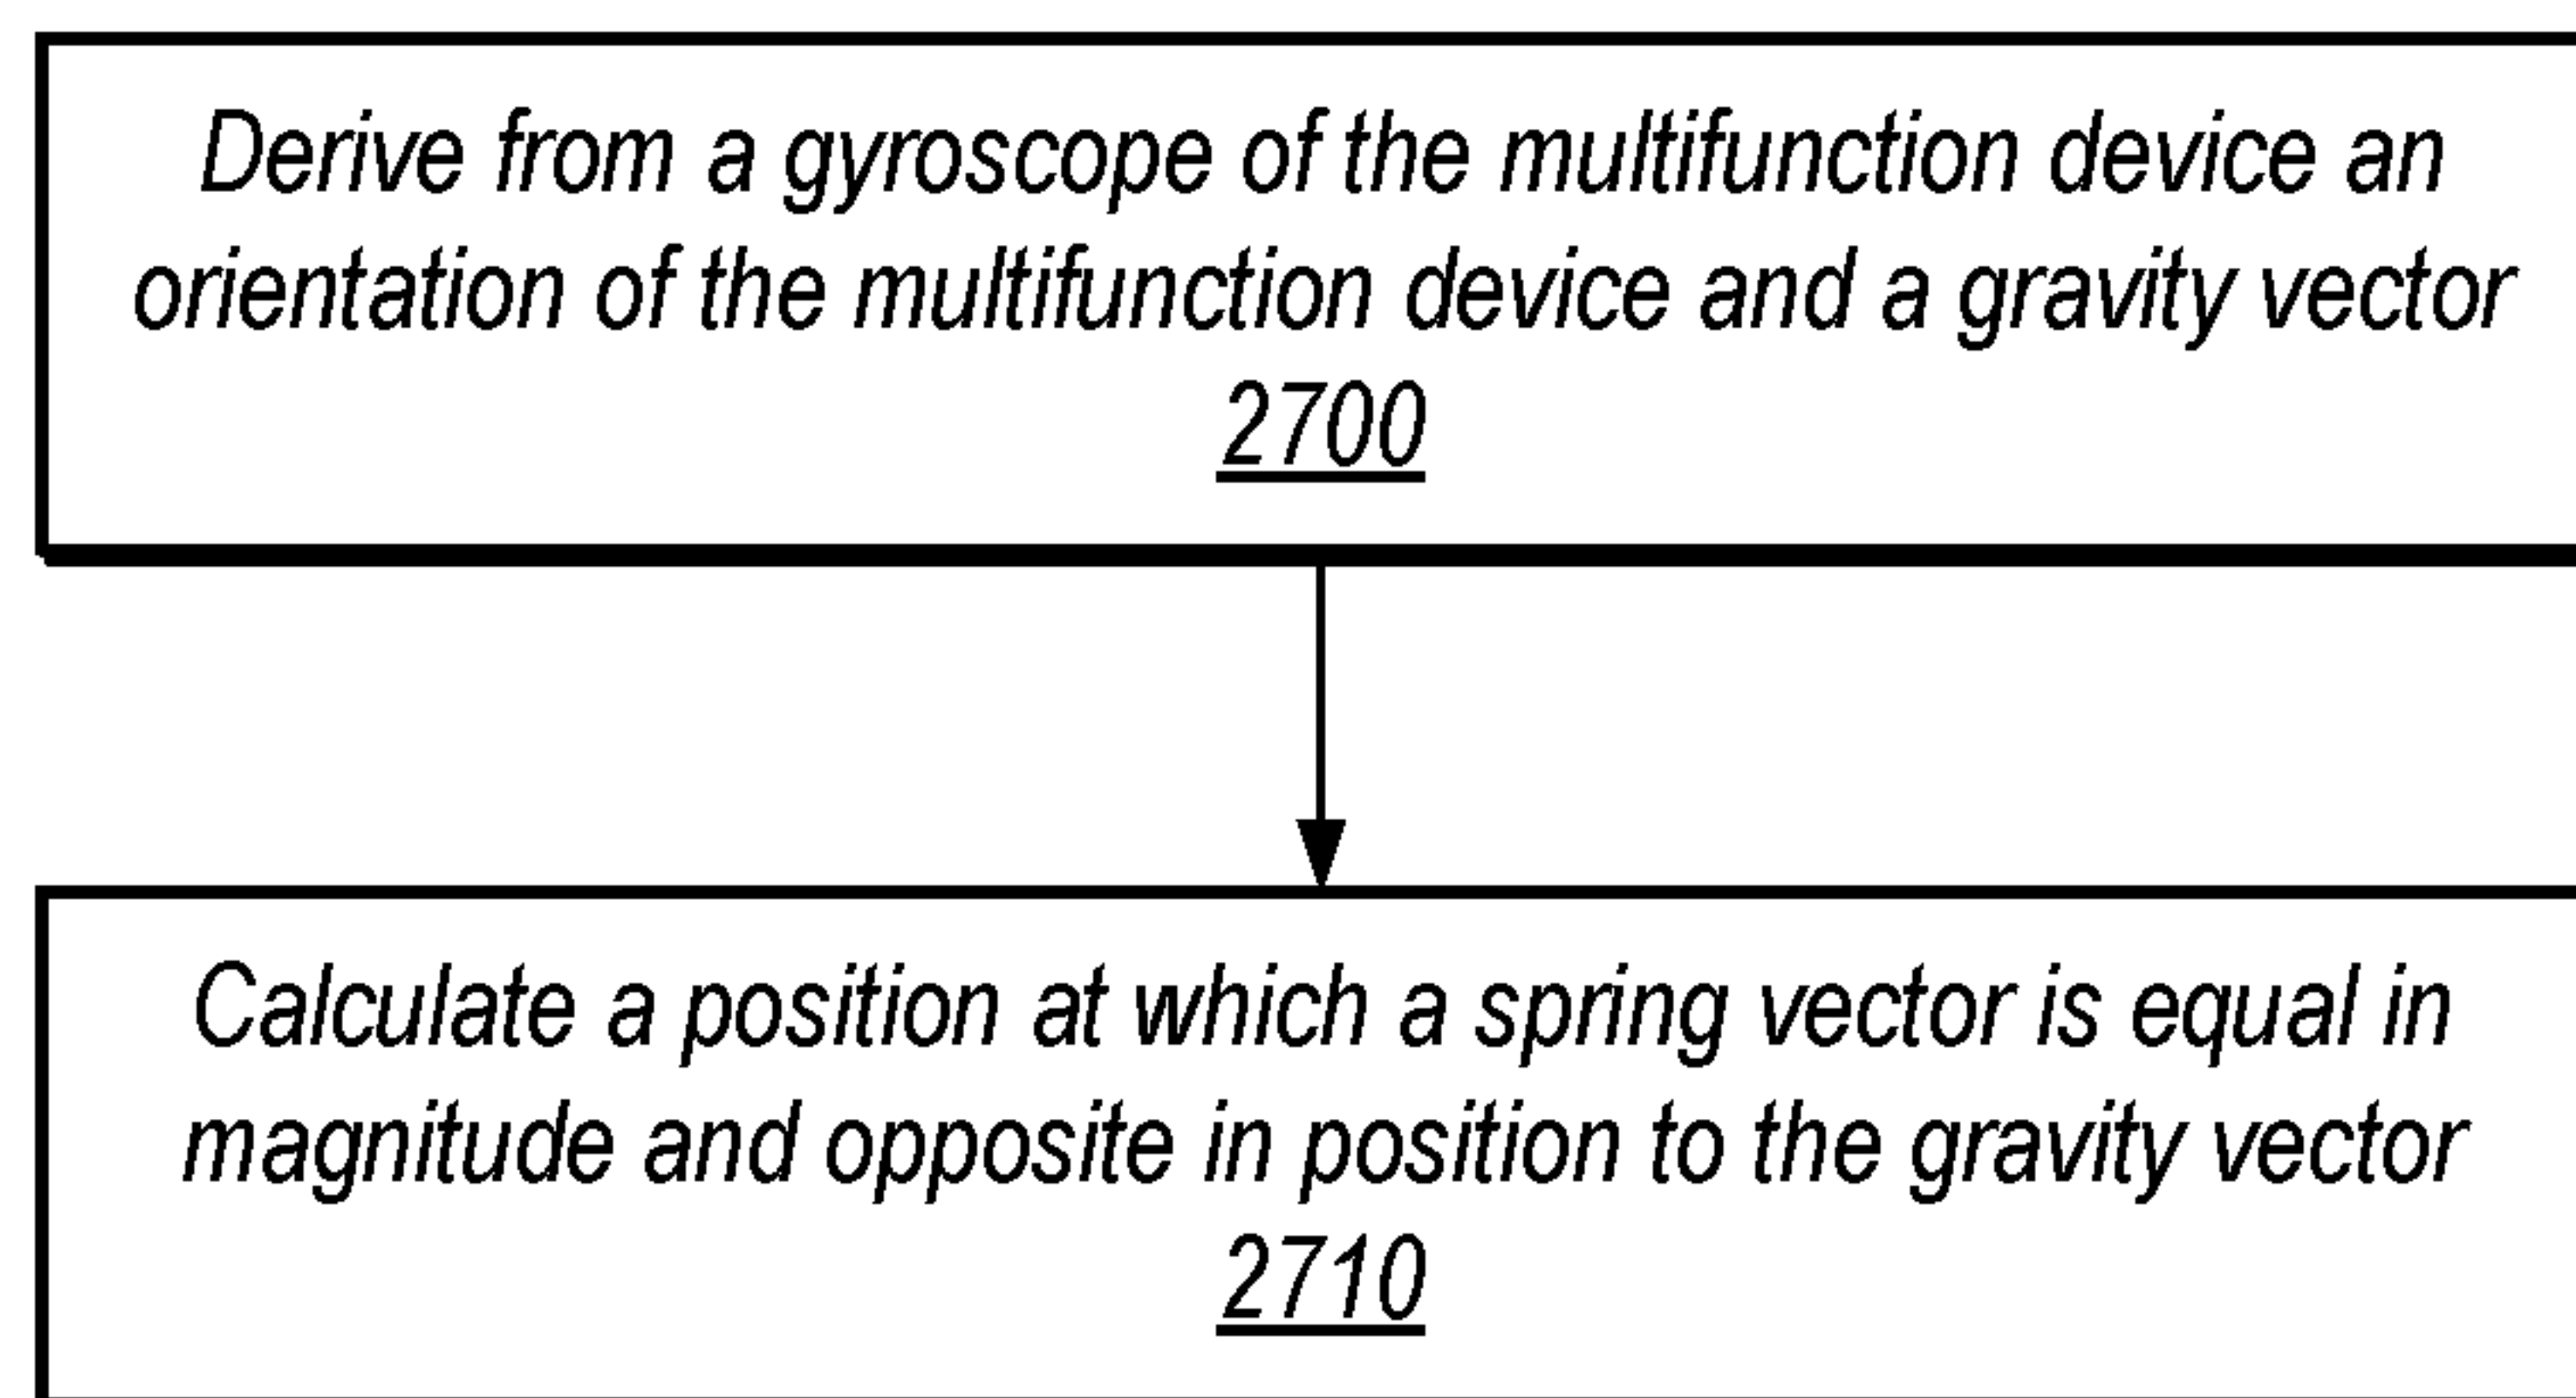 Derive from a gyroscope of the multifunction device an
orientation of the multifunction device and a gravity vector
2700
Calculate a position at which a spring vector is equal in
magnitude and opposite in position to the gravity vector
2710